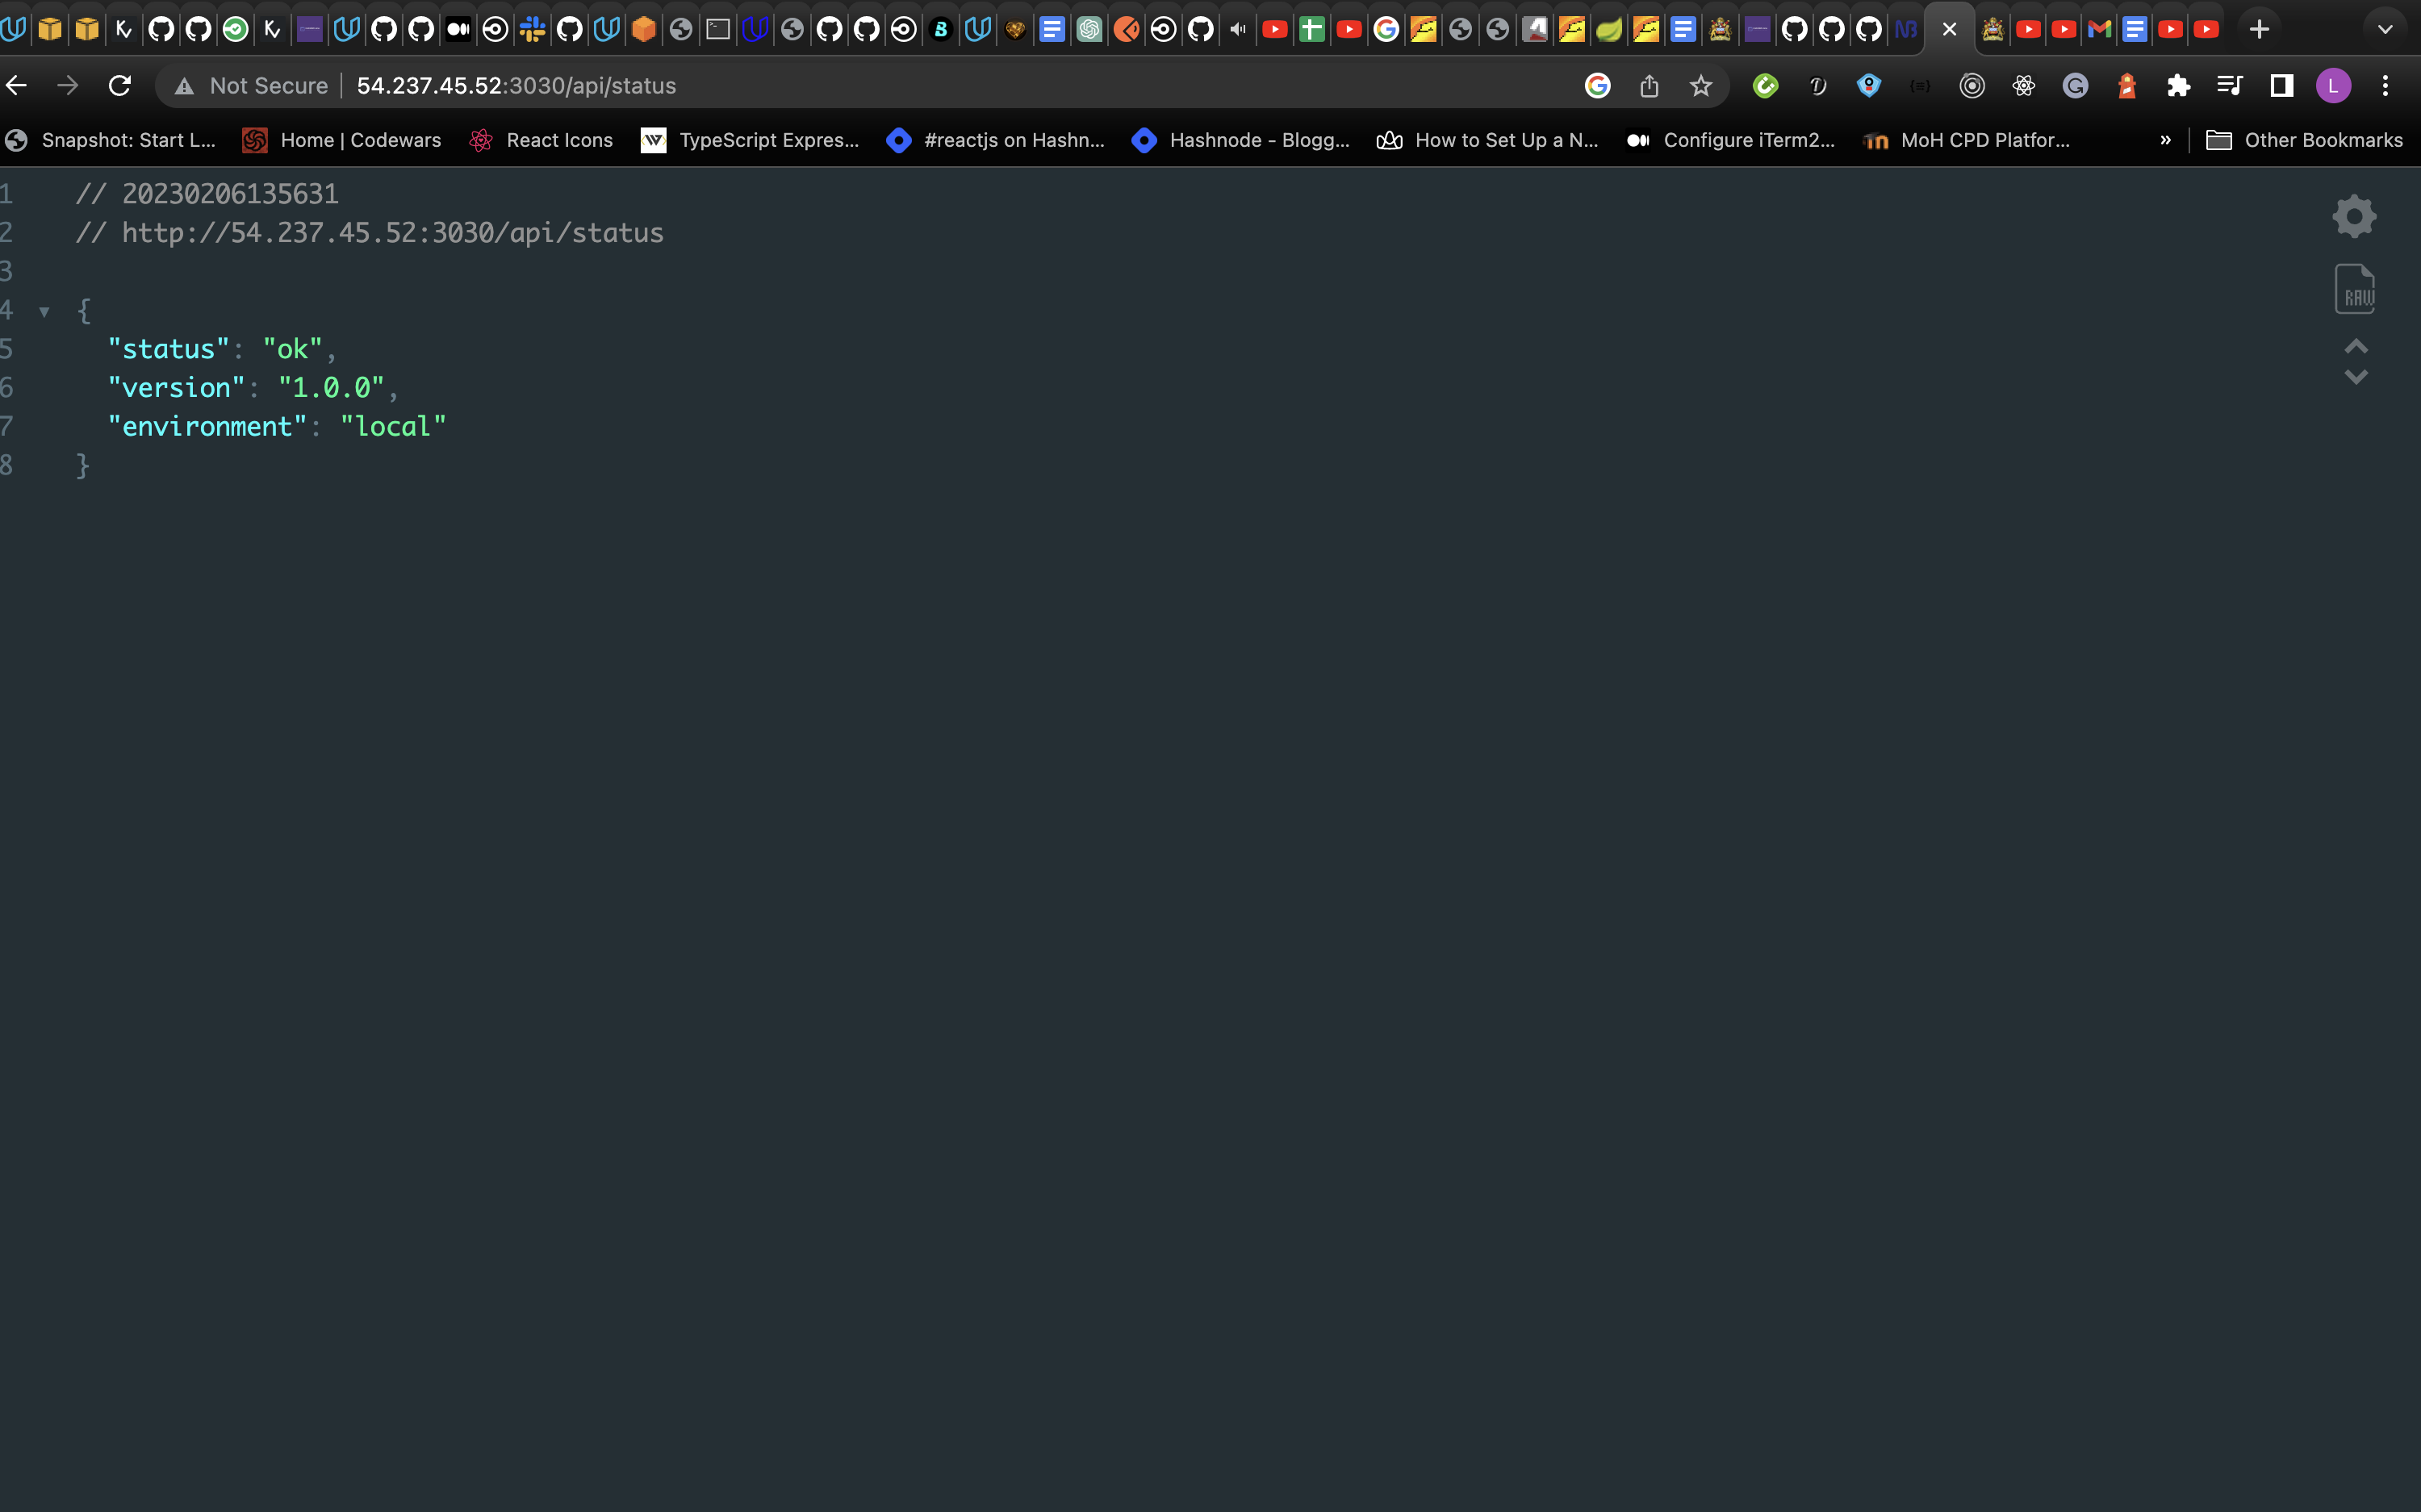 Not Secure 54.237.45.52:3030/api/status
L
Snapshot: Start L... Home | Codewars React Icons TypeScript Expres... #reactjs on Hashn... Hashnode - Blogg... How to Set Up a N... Configure iTerm2... MoH CPD Platfor... » Other Bookmarks
1 // 20230206135631
2 // http://54.237.45.52:3030/api/status
3
4 {
5 "status": "ok",
6 "version": "1.0.0",
7 "environment": "local"
8 }
RAW